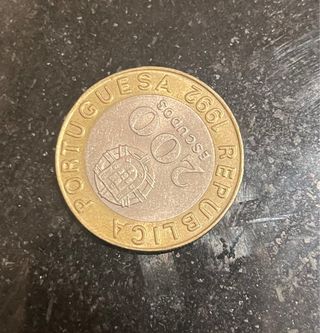 1992 REPUBLICA PORTUGUESA
200
ESCUDOS